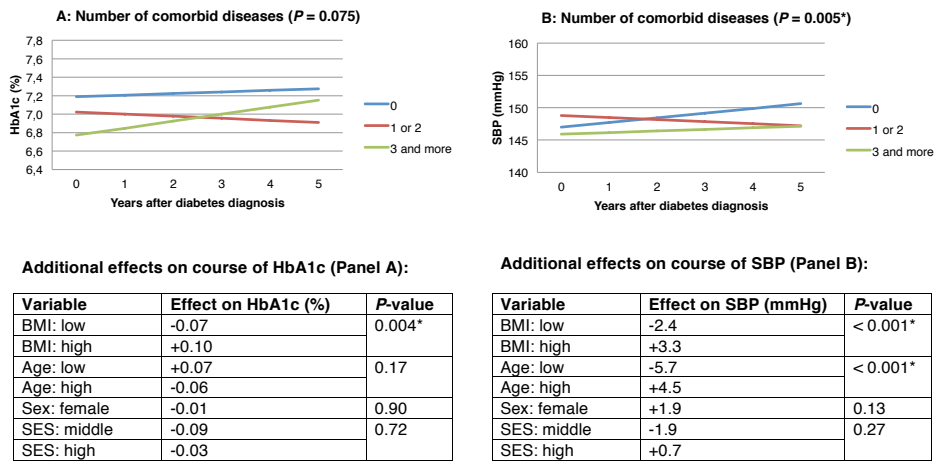 A: Number of comorbid diseases (P = 0.075)
7,8
7,6
7,4
7,2
7,0
6,8
6,6
6,4
HbA1c (%)
0 1 2 3 4 5
Years after diabetes diagnosis
0
1 or 2
3 and more
B: Number of comorbid diseases (P = 0.005*)
160
155
150
145
140
SBP (mmHg)
0 1 2 3 4 5
Years after diabetes diagnosis
0
1 or 2
3 and more
Additional effects on course of HbA1c (Panel A):
Variable Effect on HbA1c (%) P-value
BMI: low -0.07 0.004*
BMI: high +0.10
Age: low +0.07 0.17
Age: high -0.06
Sex: female -0.01 0.90
SES: middle -0.09 0.72
SES: high -0.03
Additional effects on course of SBP (Panel B):
Variable Effect on SBP (mmHg) P-value
BMI: low -2.4 < 0.001*
BMI: high +3.3
Age: low -5.7 < 0.001*
Age: high +4.5
Sex: female +1.9 0.13
SES: middle -1.9 0.27
SES: high +0.7